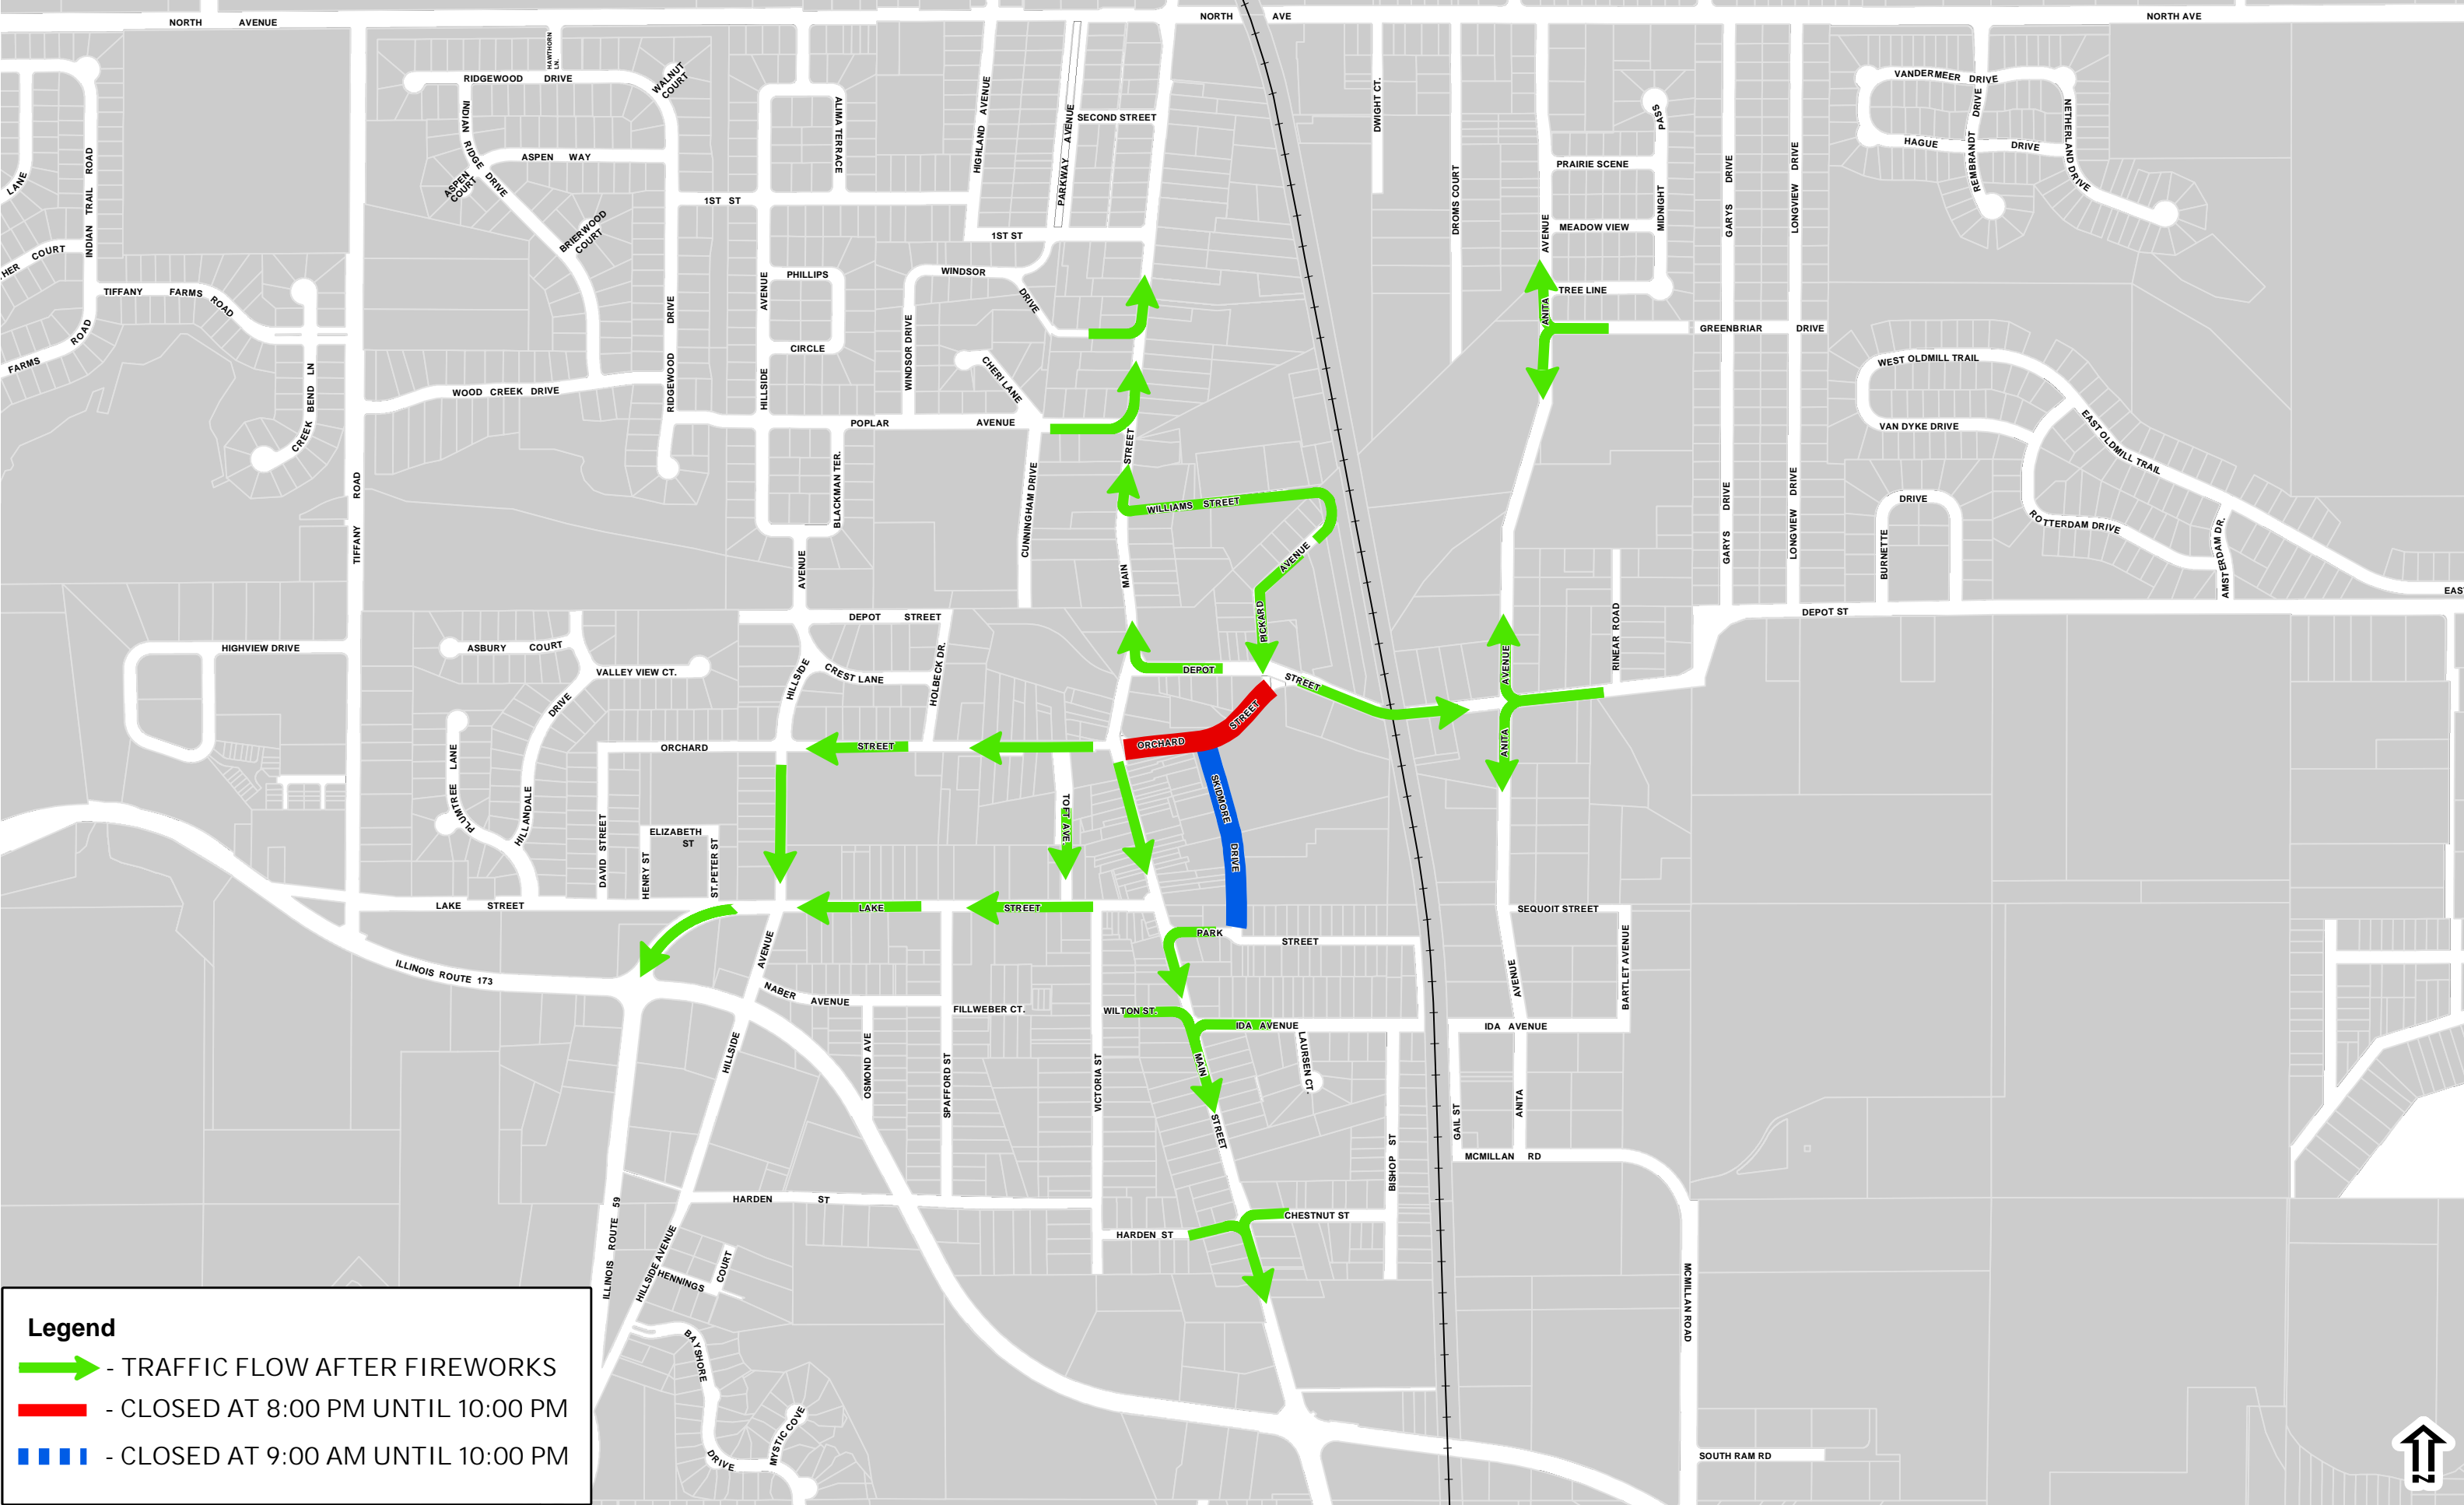 NORTH AVENUE
NORTH AVE
NORTH AVE
HAWTHORN
LN.
RIDGEWOOD DRIVE
WALNUT
COURT
INDIAN RIDGE DRIVE
ASPEN WAY
ASPEN
COURT
BRIERWOOD
COURT
ALIMA TERRACE
HIGHLAND AVENUE
PARKWAY AVENUE
SECOND STREET
DWIGHT CT.
DROMS COURT
PRAIRIE SCENE
MIDNIGHT PASS
MEADOW VIEW
TREE LINE
ANITA AVENUE
GARYS DRIVE
LONGVIEW DRIVE
GREENBRIAR DRIVE
VANDERMEER DRIVE
HAGUE DRIVE
REMBRANDT DRIVE
NETHERLAND DRIVE
LANE
INDIAN TRAIL ROAD
HER COURT
TIFFANY FARMS ROAD
FARMS ROAD
CREEK BEND LN
TIFFANY ROAD
1ST ST
1ST ST
PHILLIPS
CIRCLE
HILLSIDE AVENUE
RIDGEWOOD DRIVE
WINDSOR DRIVE
WINDSOR DRIVE
CHERI LANE
WOOD CREEK DRIVE
POPLAR AVENUE
BLACKMAN TER.
CUNNINGHAM DRIVE
MAIN STREET
WILLIAMS STREET
PICKARD AVENUE
WEST OLDMILL TRAIL
VAN DYKE DRIVE
EAST OLDMILL TRAIL
ROTTERDAM DRIVE
AMSTERDAM DR.
BURNETTE DRIVE
GARYS DRIVE
LONGVIEW DRIVE
EAS
DEPOT ST
RINEAR ROAD
AVENUE
DEPOT STREET
HIGHVIEW DRIVE
ASBURY COURT
VALLEY VIEW CT.
HILLSIDE
CREST LANE
HOLBECK DR.
DEPOT STREET
ANITA AVENUE
PLUMTREE LANE
HILLANDALE DRIVE
ORCHARD STREET
ORCHARD STREET
SKIDMORE DRIVE
TOFT AVE.
DAVID STREET
ELIZABETH
ST
HENRY ST
ST.PETER ST
LAKE STREET
LAKE STREET
PARK STREET
SEQUOIT STREET
BARTLET AVENUE
ILLINOIS ROUTE 173
HILLSIDE AVENUE
NABER AVENUE
FILLWEBER CT.
WILTON ST.
IDA AVENUE
IDA AVENUE
LAURSEN CT.
OSMOND AVE
SPAFFORD ST
VICTORIA ST
MAIN STREET
BISHOP ST
GAIL ST
ANITA AVENUE
MCMILLAN RD
HARDEN ST
HARDEN ST
CHESTNUT ST
ILLINOIS ROUTE 59
HILLSIDE AVENUE
HENNINGS COURT
BAYSHORE DRIVE
MYSTIC COVE
MCMILLAN ROAD
SOUTH RAM RD
Legend
- TRAFFIC FLOW AFTER FIREWORKS
- CLOSED AT 8:00 PM UNTIL 10:00 PM
- CLOSED AT 9:00 AM UNTIL 10:00 PM
N